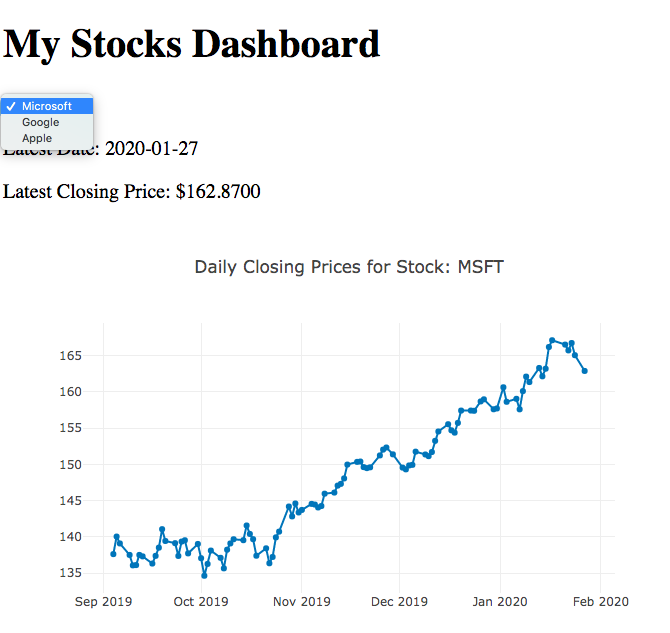 My Stocks Dashboard
✓ Microsoft
Google
Apple
Latest Date: 2020-01-27
Latest Closing Price: $162.8700
Daily Closing Prices for Stock: MSFT
165
160
155
150
145
140
135
Sep 2019 Oct 2019 Nov 2019 Dec 2019 Jan 2020 Feb 2020